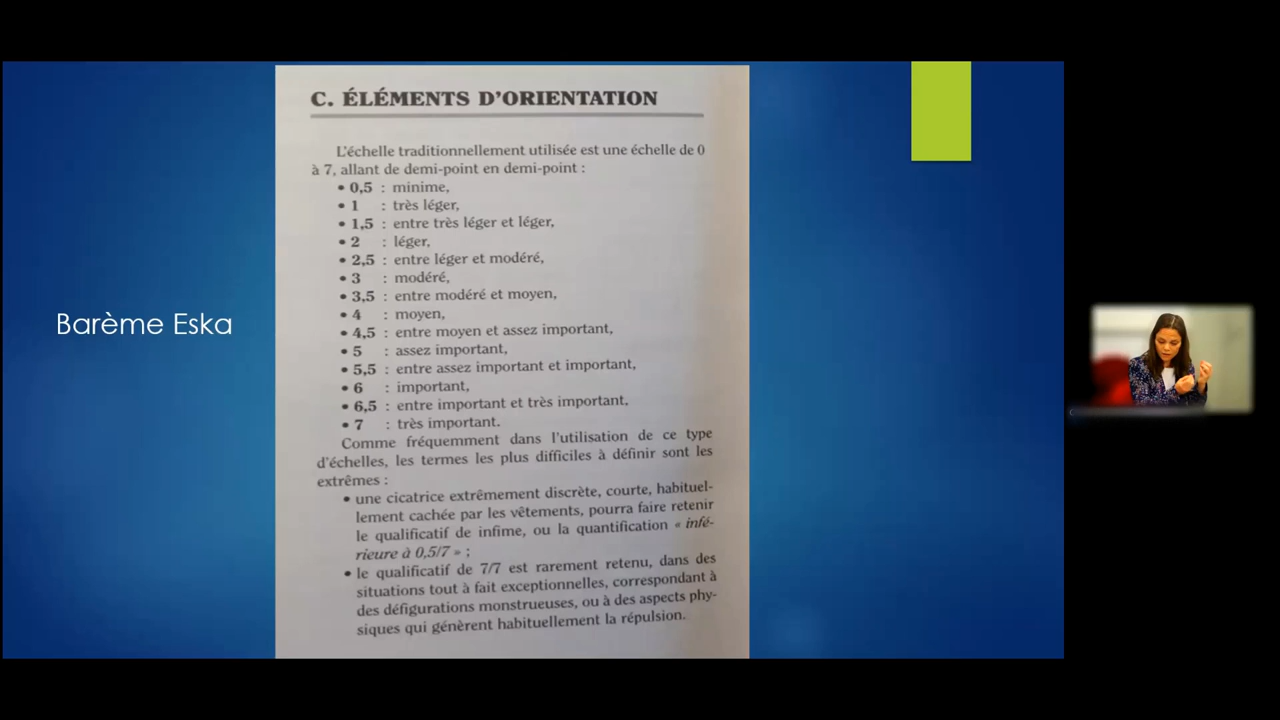 C. ÉLÉMENTS D'ORIENTATION
L'échelle traditionnellement utilisée est une échelle de 0
à 7, allant de demi-point en demi-point :
• 0,5 : minime,
• 1 : très léger,
• 1,5 : entre très léger et léger,
• 2 : léger,
• 2,5 : entre léger et modéré,
• 3 : modéré,
• 3,5 : entre modéré et moyen,
• 4 : moyen,
• 4,5 : entre moyen et assez important,
• 5 : assez important,
• 5,5 : entre assez important et important,
• 6 : important,
• 6,5 : entre important et très important,
• 7 : très important.
Comme fréquemment dans l'utilisation de ce type
d'échelles, les termes les plus difficiles à définir sont les
extrêmes :
• une cicatrice extrêmement discrète, courte, habituel-
lement cachée par les vêtements, pourra faire retenir
le qualificatif de infime, ou la quantification « infé-
rieure à 0,5/7 » ;
• le qualificatif de 7/7 est rarement retenu, dans des
situations tout à fait exceptionnelles, correspondant à
des défigurations monstrueuses, ou à des aspects phy-
siques qui génèrent habituellement la répulsion.
Barème Eska